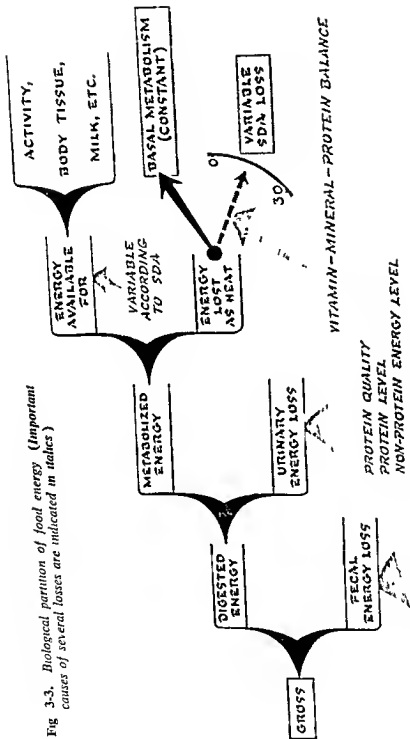 Fig 3-3. Biological partition of food energy (Important
causes of several losses are indicated in italics)
GROSS
DIGESTED
ENERGY
FECAL
ENERGY LOSS
METABOLIZED
ENERGY
URINARY
ENERGY LOSS
PROTEIN QUALITY
PROTEIN LEVEL
NON-PROTEIN ENERGY LEVEL
ENERGY
AVAILABLE
FOR
VARIABLE
ACCORDING
TO SDA
ENERGY
LOST
AS HEAT
VITAMIN-MINERAL-PROTEIN BALANCE
ACTIVITY,
BODY TISSUE,
MILK, ETC.
BASAL METABOLISM
(CONSTANT)
0
30
VARIABLE
SDA LOSS